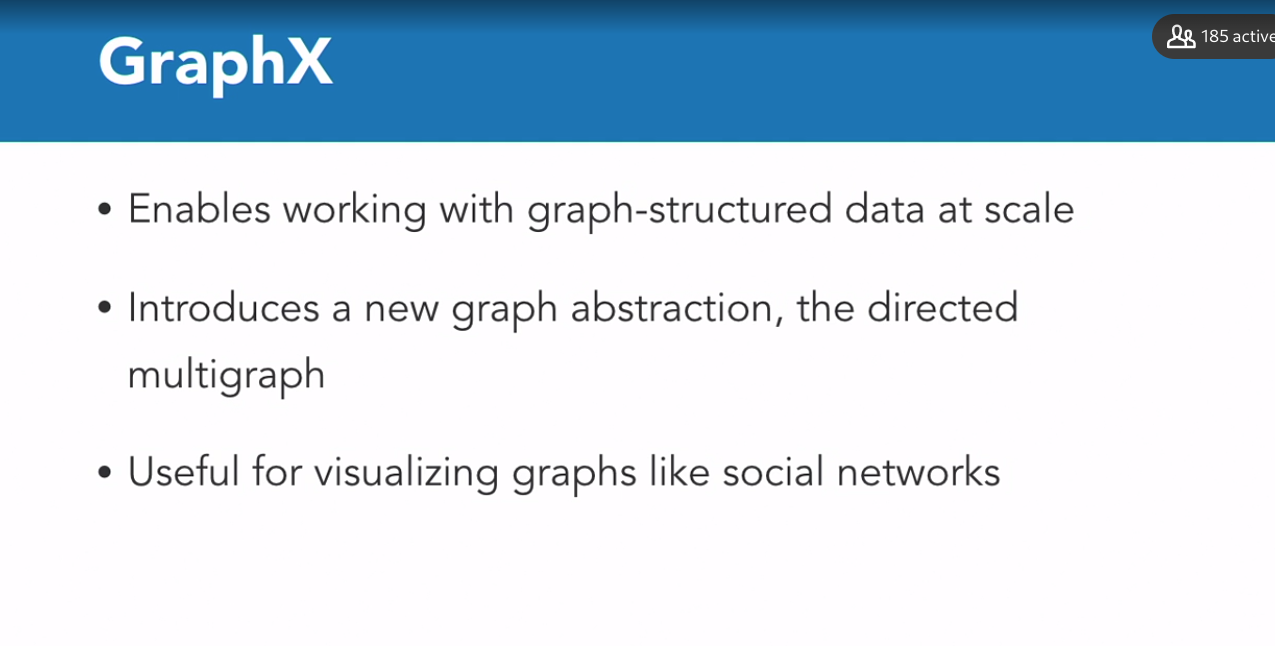 GraphX
185 active
• Enables working with graph-structured data at scale
• Introduces a new graph abstraction, the directed
multigraph
• Useful for visualizing graphs like social networks